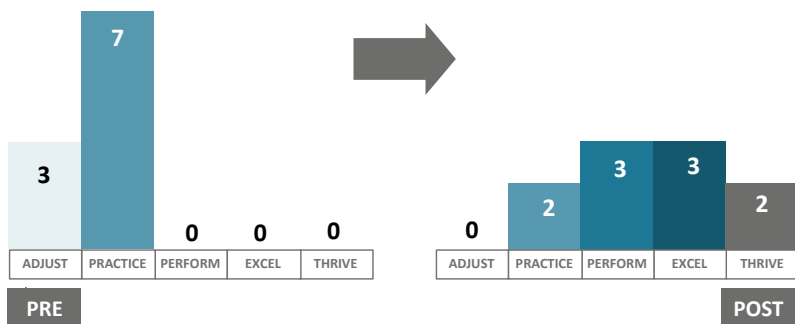 7
3
0
0
0
ADJUST
PRACTICE
PERFORM
EXCEL
THRIVE
PRE
3
3
2
2
0
ADJUST
PRACTICE
PERFORM
EXCEL
THRIVE
POST